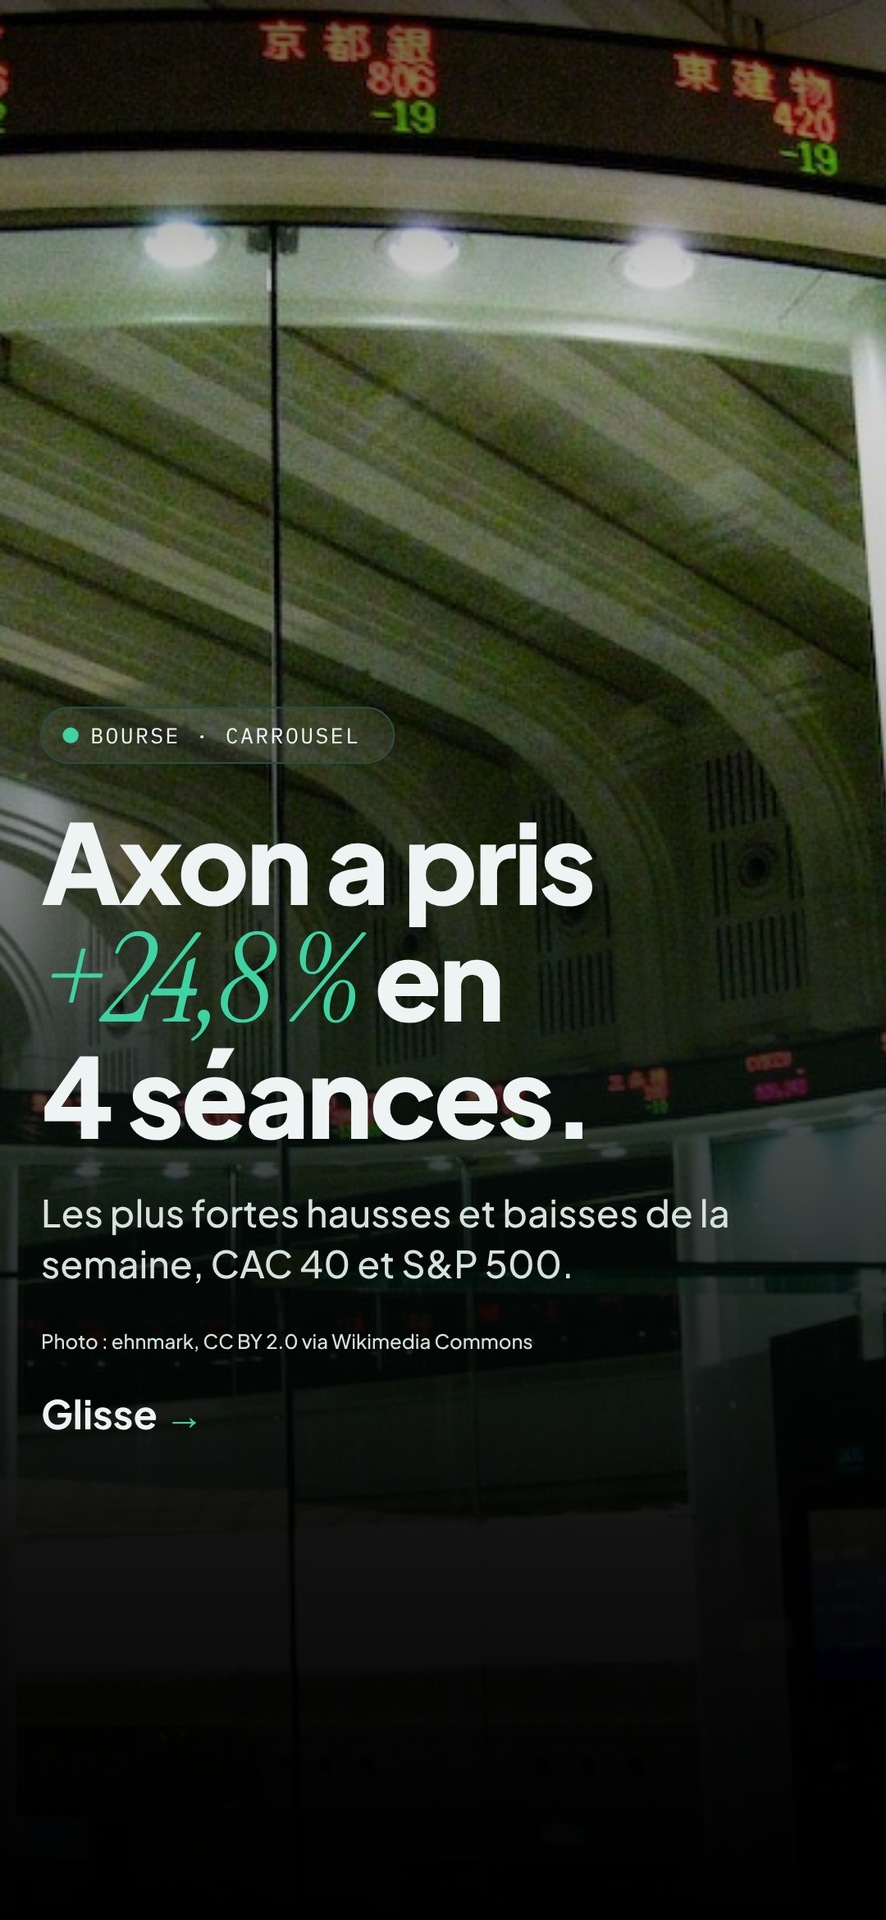 京都銀
806
-19
東建物
420
-19
BOURSE · CARROUSEL
Axon a pris
+24,8 % en
4 séances.
Les plus fortes hausses et baisses de la
semaine, CAC 40 et S&P 500.
Photo : ehnmark, CC BY 2.0 via Wikimedia Commons
Glisse →